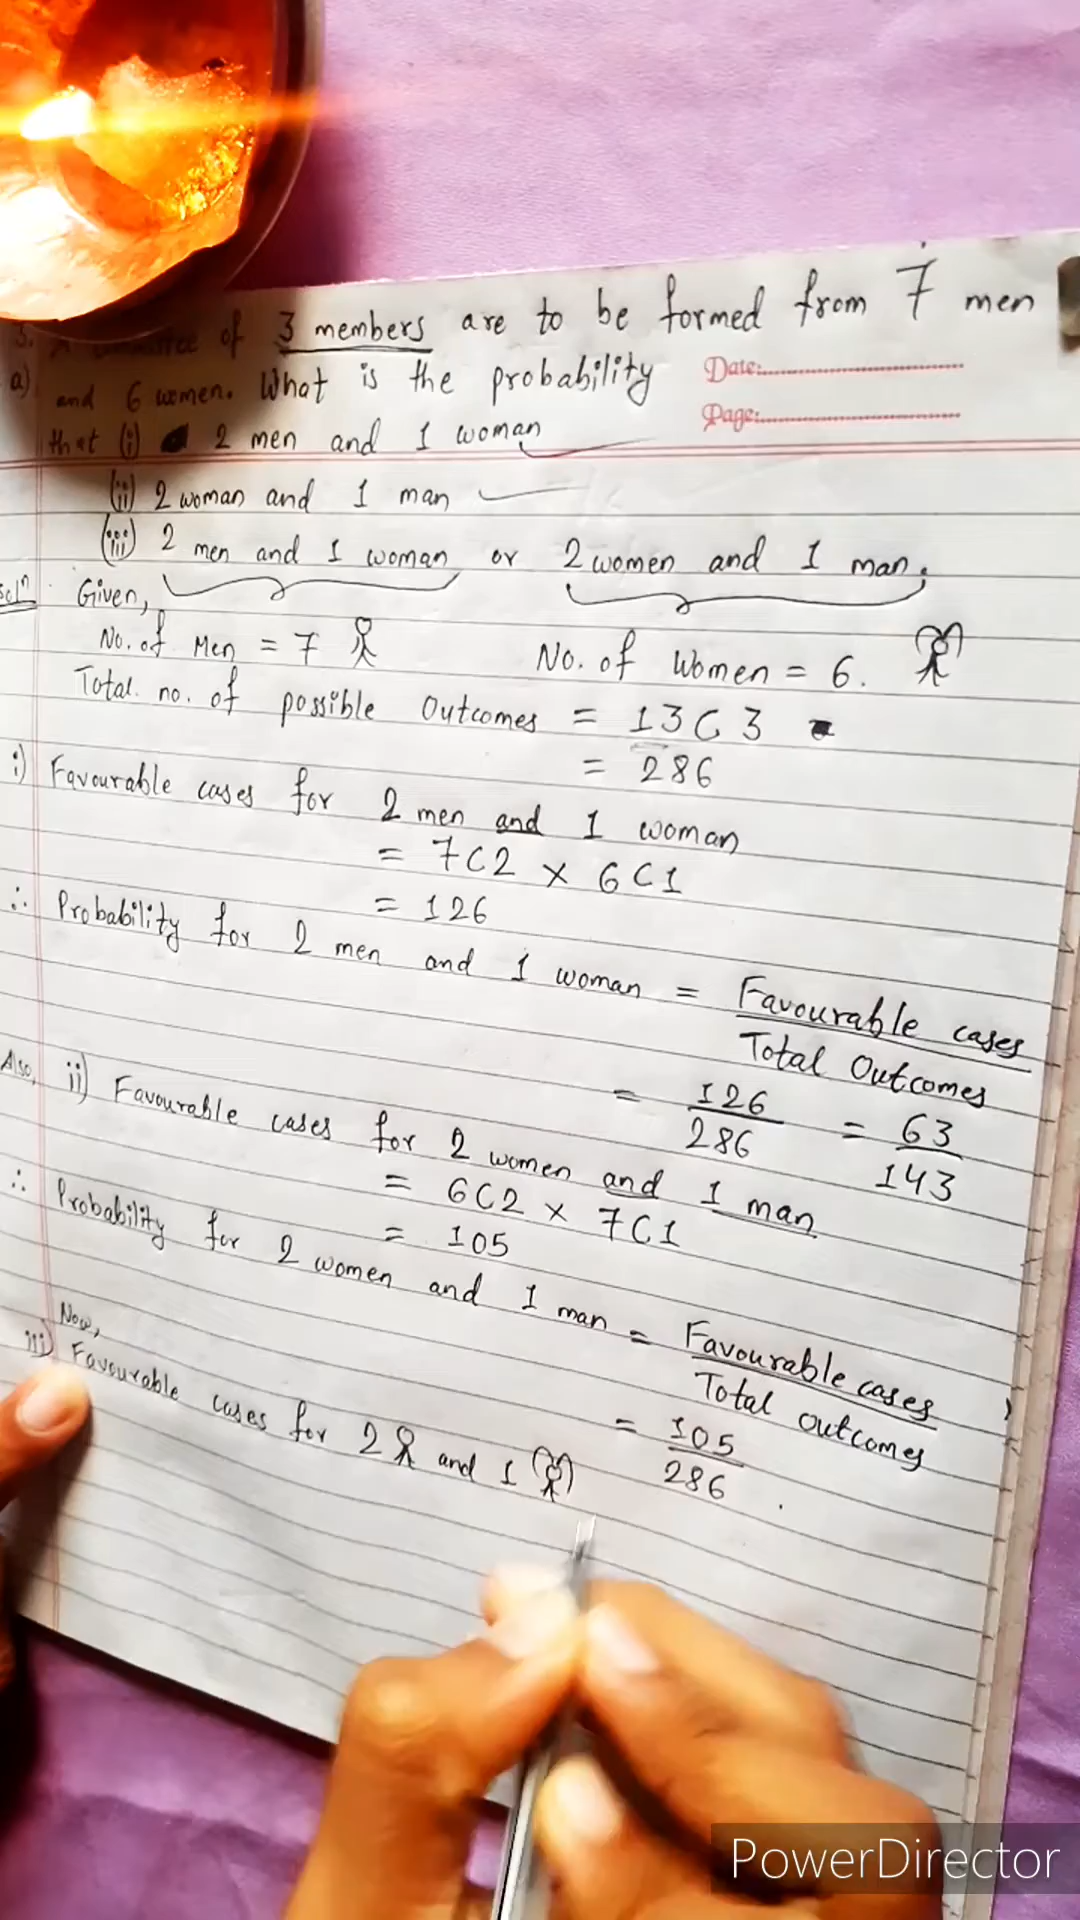 3. A committee of 3 members are to be formed from 7 men
a) and 6 women. What is the probability
Date:
Page:
that (i) 2 men and 1 woman
(ii) 2 woman and 1 man
(iii) 2 men and 1 woman or 2 women and 1 man.
Solⁿ Given,
No. of Men = 7 No. of Women = 6.
Total no. of possible Outcomes = 13C3
= 286
i) Favourable cases for 2 men and 1 woman
= 7C2 × 6C1
= 126
∴ Probability for 2 men and 1 woman = Favourable cases
Total Outcomes
= 126/286 = 63/143
Also, ii) Favourable cases for 2 women and 1 man
= 6C2 × 7C1
= 105
∴ Probability for 2 women and 1 man = Favourable cases
Total outcomes
= 105/286.
Now,
iii) Favourable cases for 2 and 1
PowerDirector